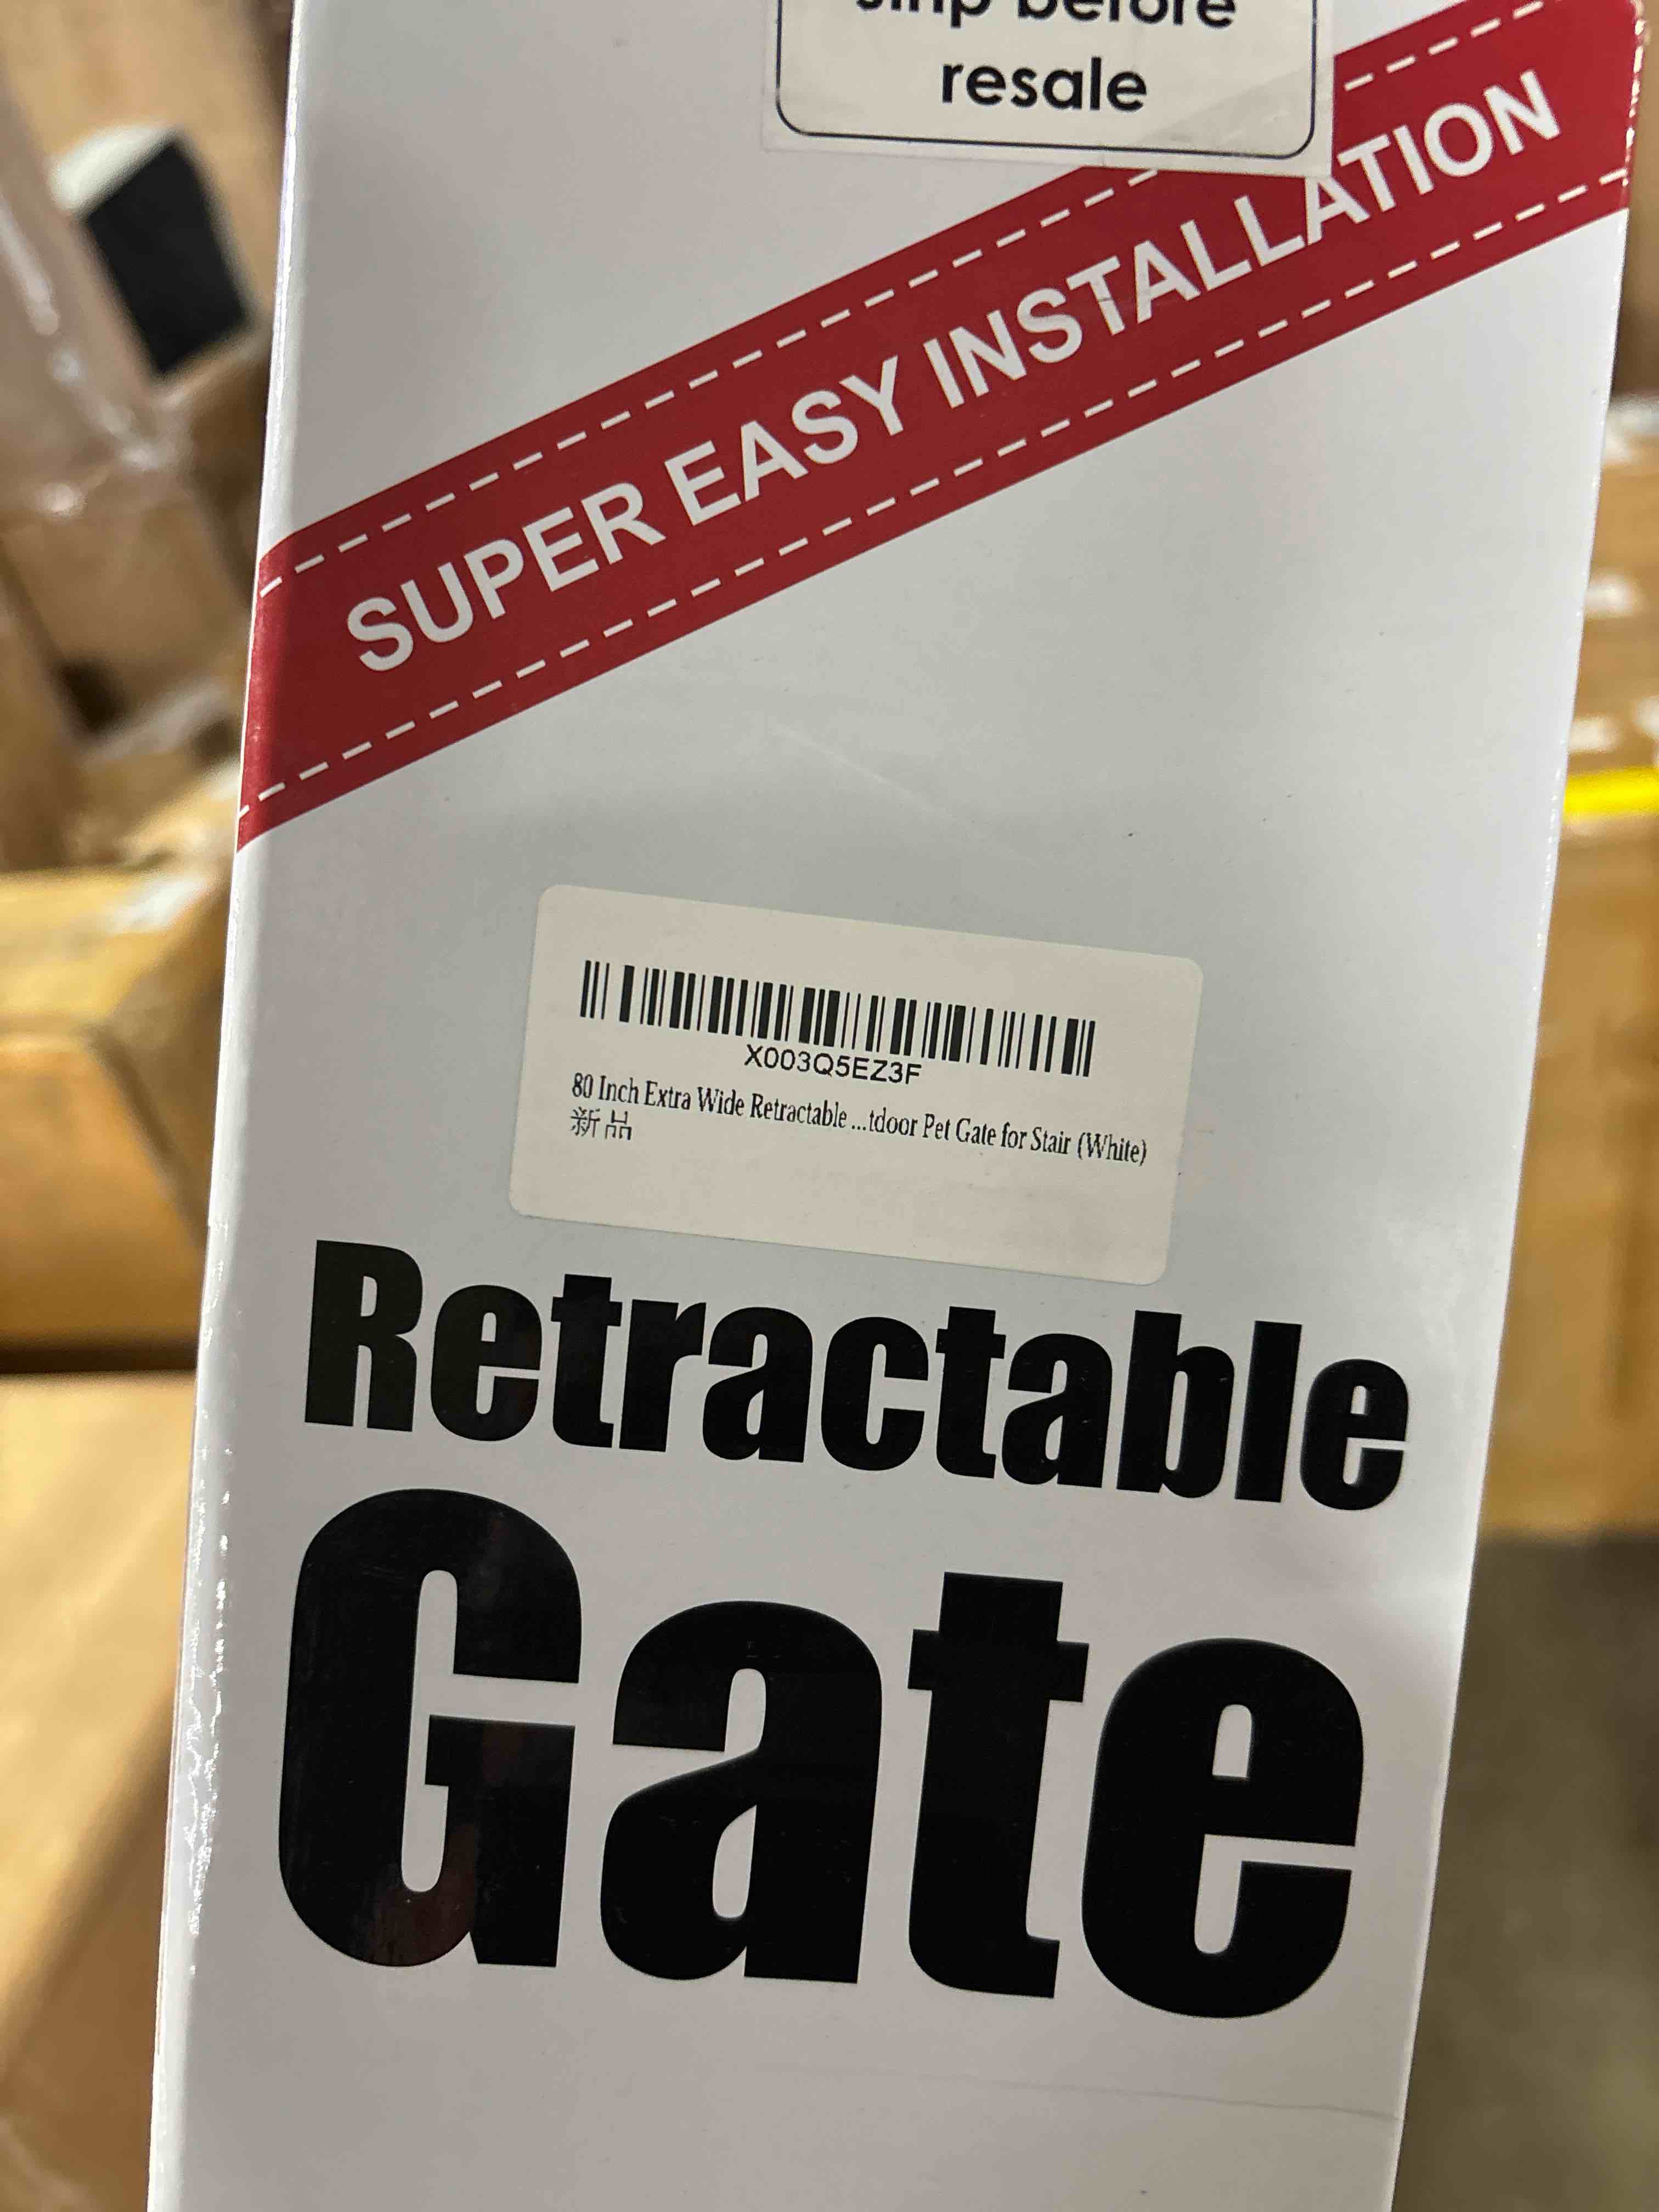 before
resale
SUPER EASY INSTALLATION
X003Q5EZ3F
80 Inch Extra Wide Retractable ...tdoor Pet Gate for Stair (White)
新品
Retractable
Gate